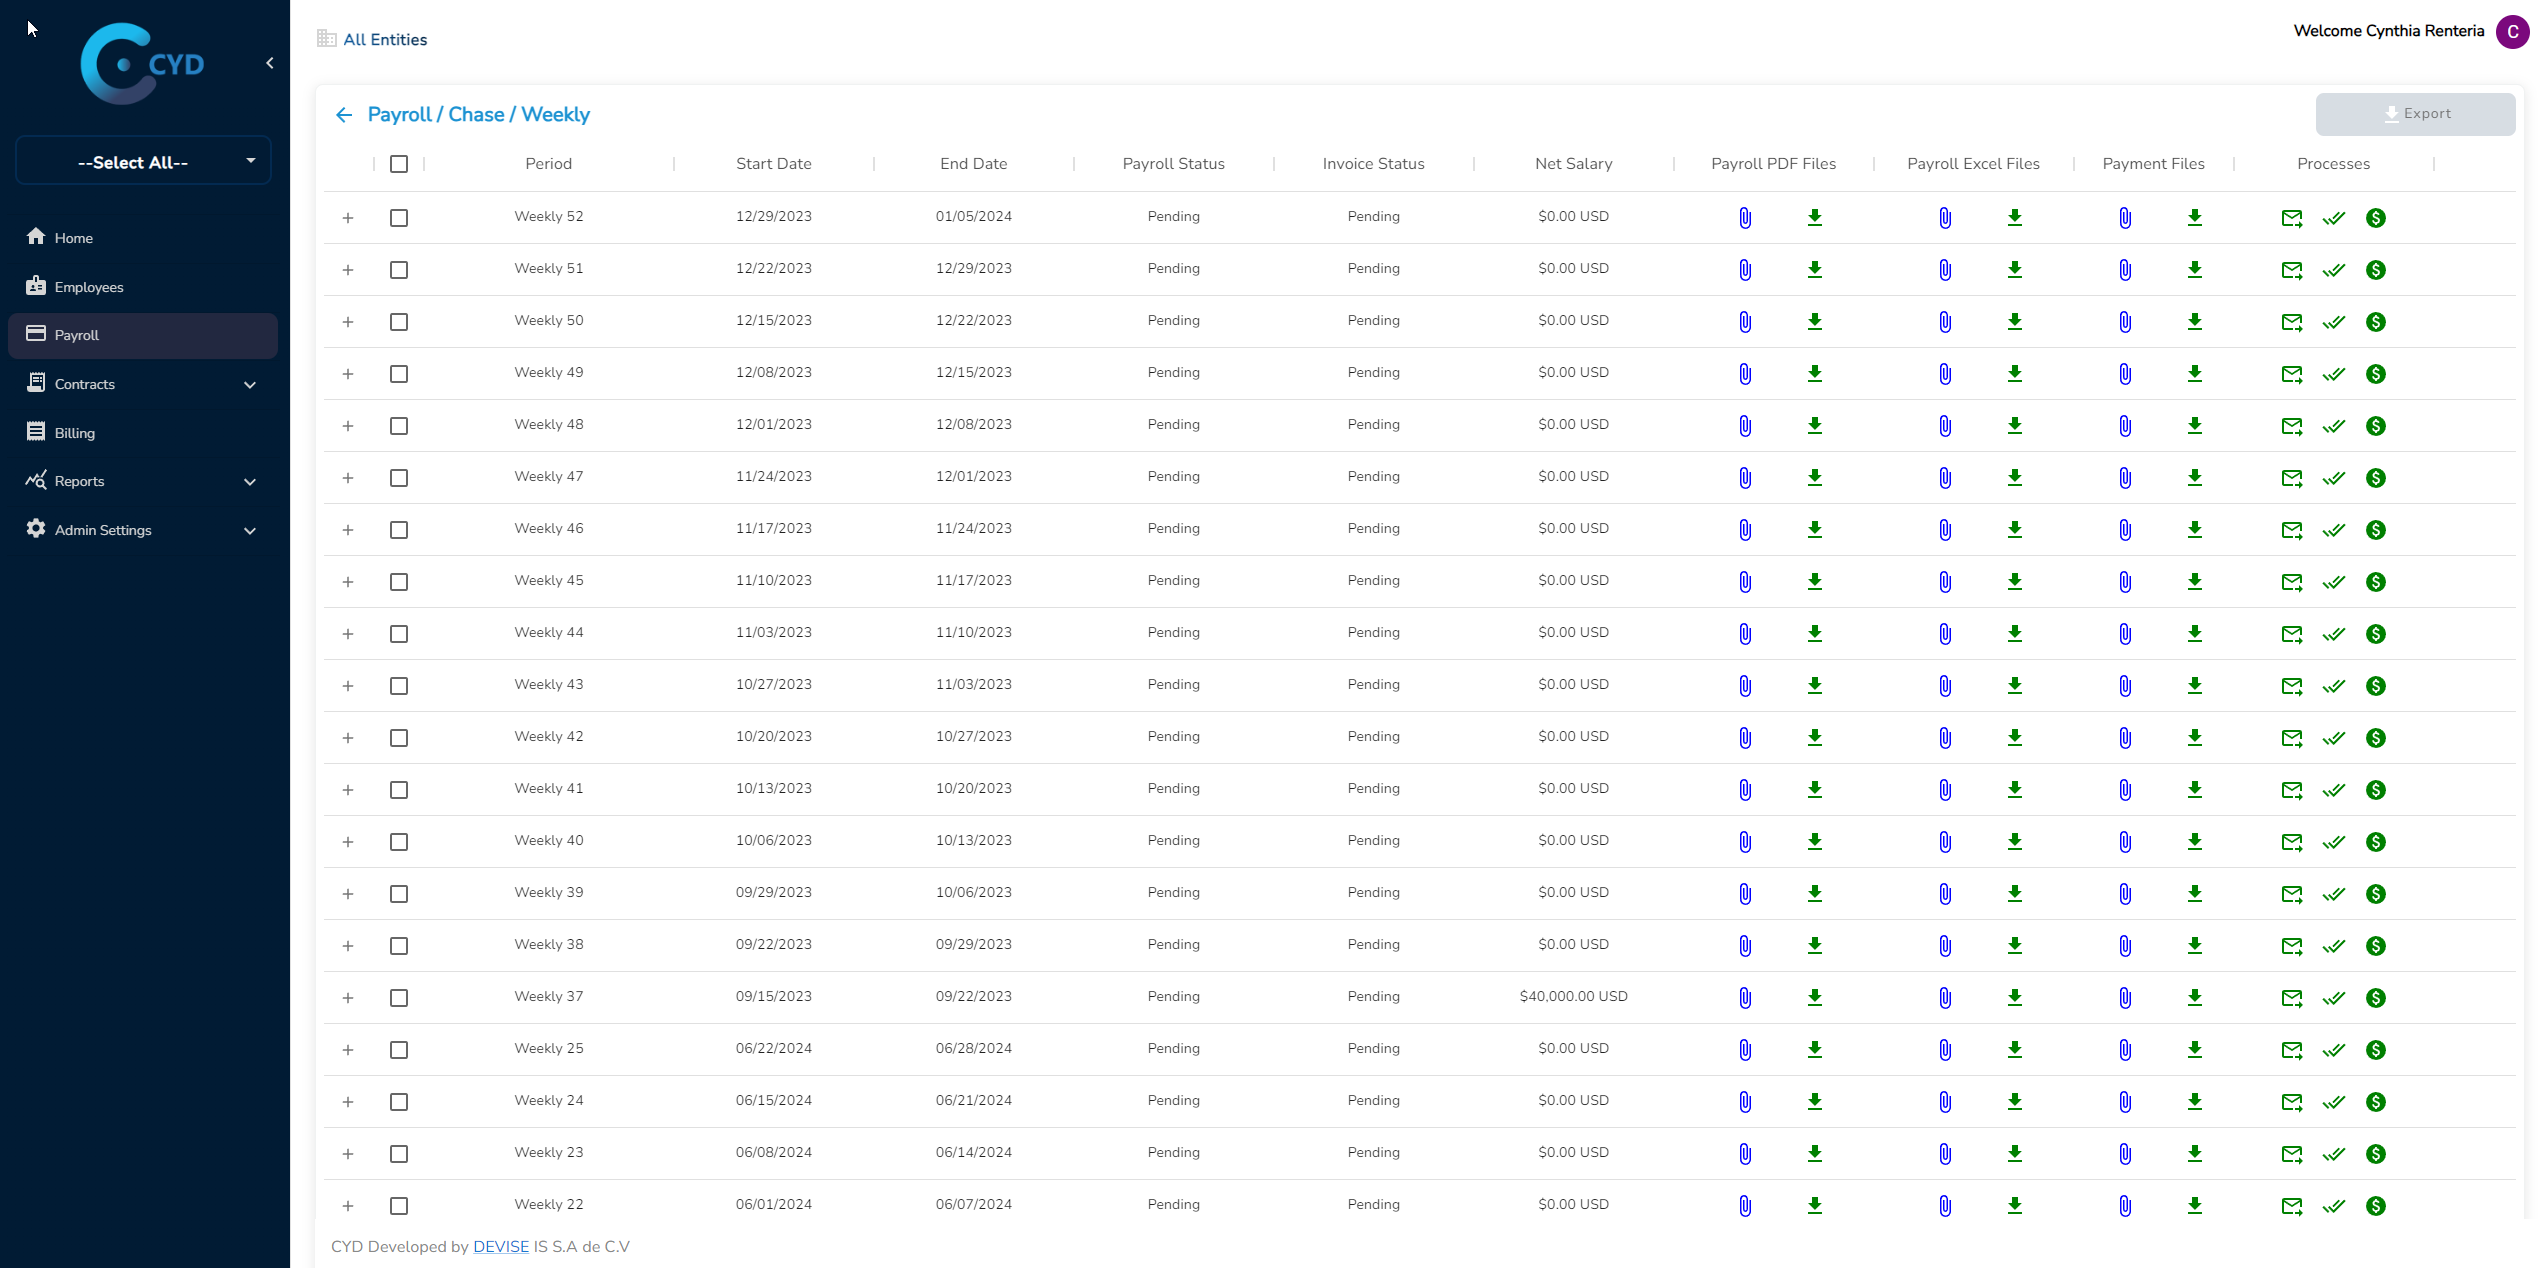 All Entities
Welcome Cynthia Renteria
C
CYD
--Select All--
Home
Employees
Payroll
Contracts
Billing
Reports
Admin Settings
Payroll / Chase / Weekly
Export
Period Start Date End Date Payroll Status Invoice Status Net Salary Payroll PDF Files Payroll Excel Files Payment Files Processes
Weekly 52 12/29/2023 01/05/2024 Pending Pending $0.00 USD
Weekly 51 12/22/2023 12/29/2023 Pending Pending $0.00 USD
Weekly 50 12/15/2023 12/22/2023 Pending Pending $0.00 USD
Weekly 49 12/08/2023 12/15/2023 Pending Pending $0.00 USD
Weekly 48 12/01/2023 12/08/2023 Pending Pending $0.00 USD
Weekly 47 11/24/2023 12/01/2023 Pending Pending $0.00 USD
Weekly 46 11/17/2023 11/24/2023 Pending Pending $0.00 USD
Weekly 45 11/10/2023 11/17/2023 Pending Pending $0.00 USD
Weekly 44 11/03/2023 11/10/2023 Pending Pending $0.00 USD
Weekly 43 10/27/2023 11/03/2023 Pending Pending $0.00 USD
Weekly 42 10/20/2023 10/27/2023 Pending Pending $0.00 USD
Weekly 41 10/13/2023 10/20/2023 Pending Pending $0.00 USD
Weekly 40 10/06/2023 10/13/2023 Pending Pending $0.00 USD
Weekly 39 09/29/2023 10/06/2023 Pending Pending $0.00 USD
Weekly 38 09/22/2023 09/29/2023 Pending Pending $0.00 USD
Weekly 37 09/15/2023 09/22/2023 Pending Pending $40,000.00 USD
Weekly 25 06/22/2024 06/28/2024 Pending Pending $0.00 USD
Weekly 24 06/15/2024 06/21/2024 Pending Pending $0.00 USD
Weekly 23 06/08/2024 06/14/2024 Pending Pending $0.00 USD
Weekly 22 06/01/2024 06/07/2024 Pending Pending $0.00 USD
CYD Developed by DEVISE IS S.A de C.V